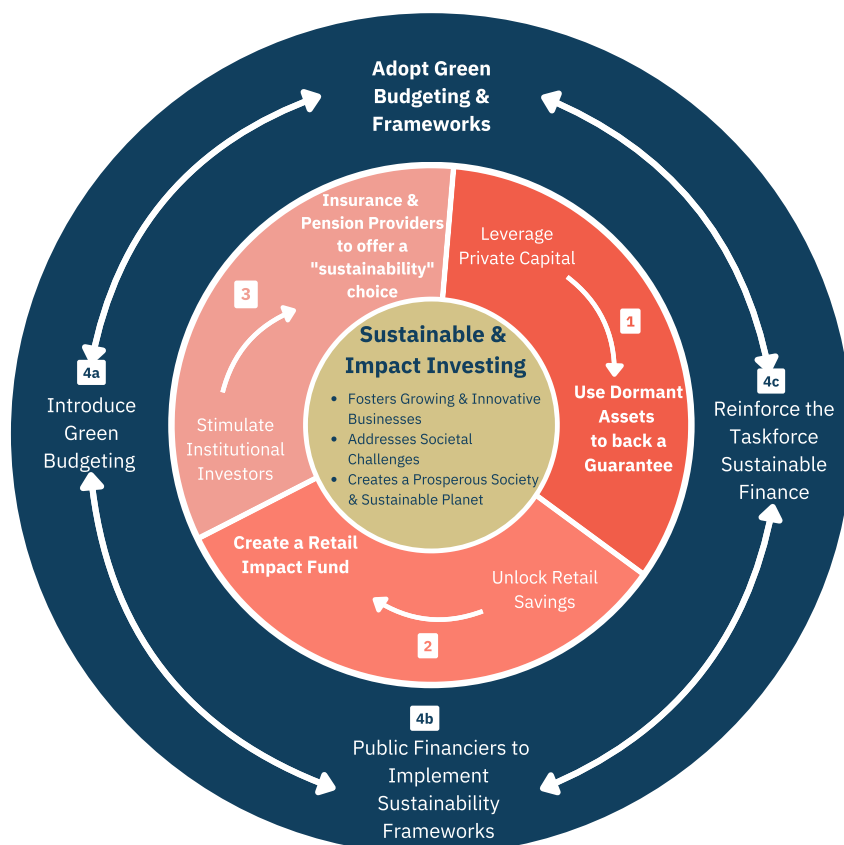 Adopt Green
Budgeting &
Frameworks
Insurance &
Pension Providers
to offer a
"sustainability"
choice
3
Stimulate
Institutional
Investors
Leverage
Private Capital
1
Use Dormant
Assets
to back a
Guarantee
Sustainable &
Impact Investing
• Fosters Growing & Innovative
Businesses
• Addresses Societal
Challenges
• Creates a Prosperous Society
& Sustainable Planet
Create a Retail
Impact Fund
Unlock Retail
Savings
2
4a
Introduce
Green
Budgeting
4c
Reinforce the
Taskforce
Sustainable
Finance
4b
Public Financiers to
Implement
Sustainability
Frameworks